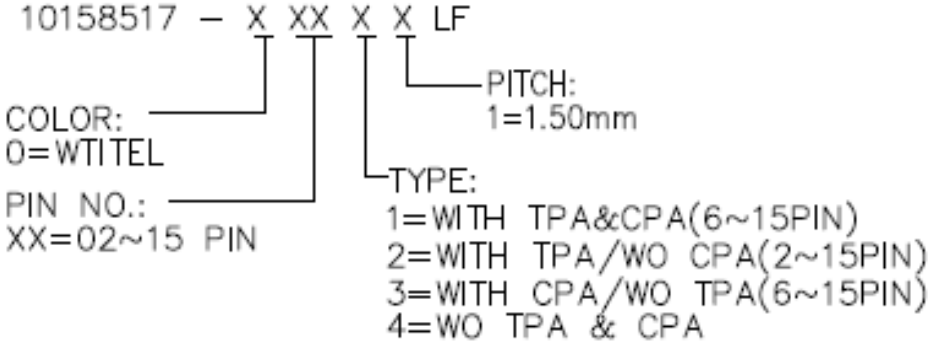 10158517 - X XX X X LF
PITCH:
1=1.50mm
COLOR:
0=WTITEL
TYPE:
1=WITH TPA&CPA(6~15PIN)
2=WITH TPA/WO CPA(2~15PIN)
3=WITH CPA/WO TPA(6~15PIN)
4=WO TPA & CPA
PIN NO.:
XX=02~15 PIN